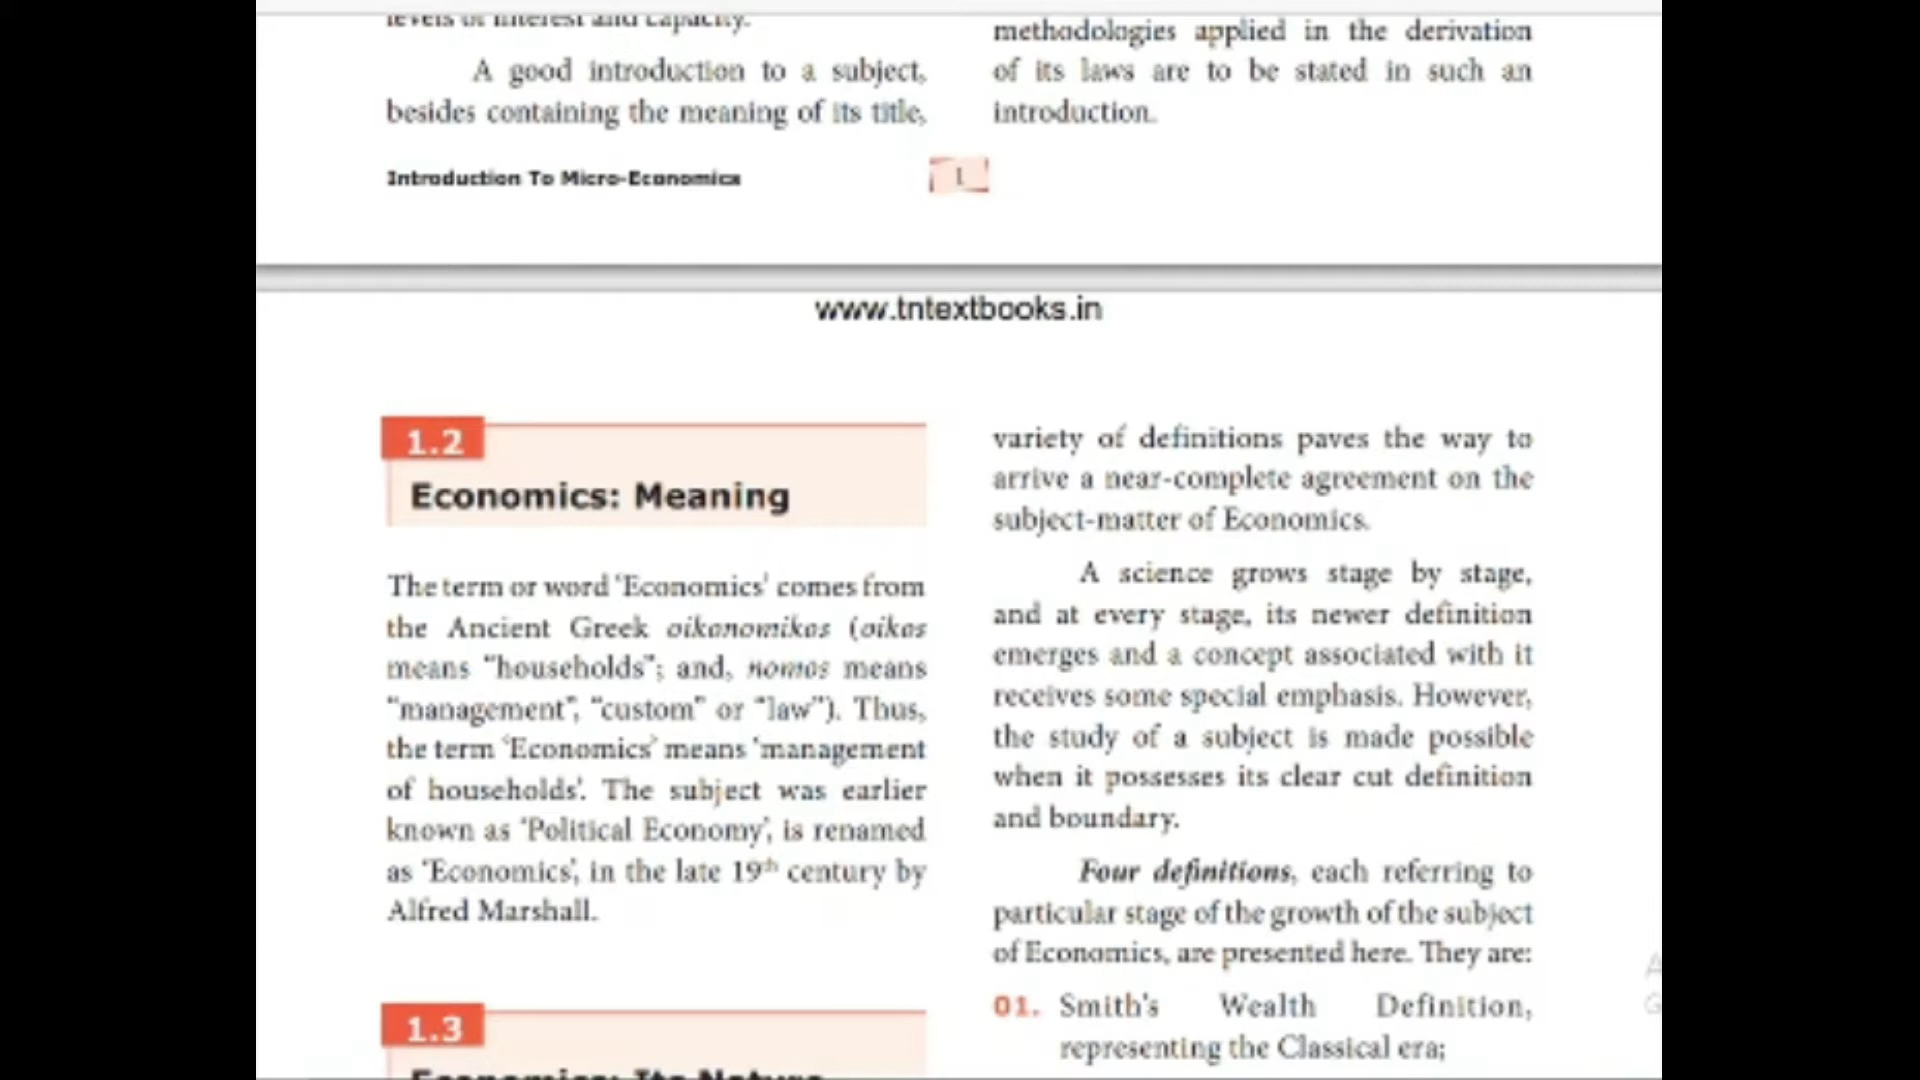 levels of interest and capacity.
A good introduction to a subject,
besides containing the meaning of its title,
methodologies applied in the derivation
of its laws are to be stated in such an
introduction.
Introduction To Micro-Economics
1
www.tntextbooks.in
1.2
Economics: Meaning
The term or word 'Economics' comes from
the Ancient Greek oikonomikos (oikos
means "households"; and, nomos means
"management", "custom" or "law"). Thus,
the term 'Economics' means 'management
of households'. The subject was earlier
known as 'Political Economy', is renamed
as 'Economics', in the late 19th century by
Alfred Marshall.
1.3
Economics: Its Nature
variety of definitions paves the way to
arrive a near-complete agreement on the
subject-matter of Economics.
A science grows stage by stage,
and at every stage, its newer definition
emerges and a concept associated with it
receives some special emphasis. However,
the study of a subject is made possible
when it possesses its clear cut definition
and boundary.
Four definitions, each referring to
particular stage of the growth of the subject
of Economics, are presented here. They are:
01. Smith's Wealth Definition,
representing the Classical era;